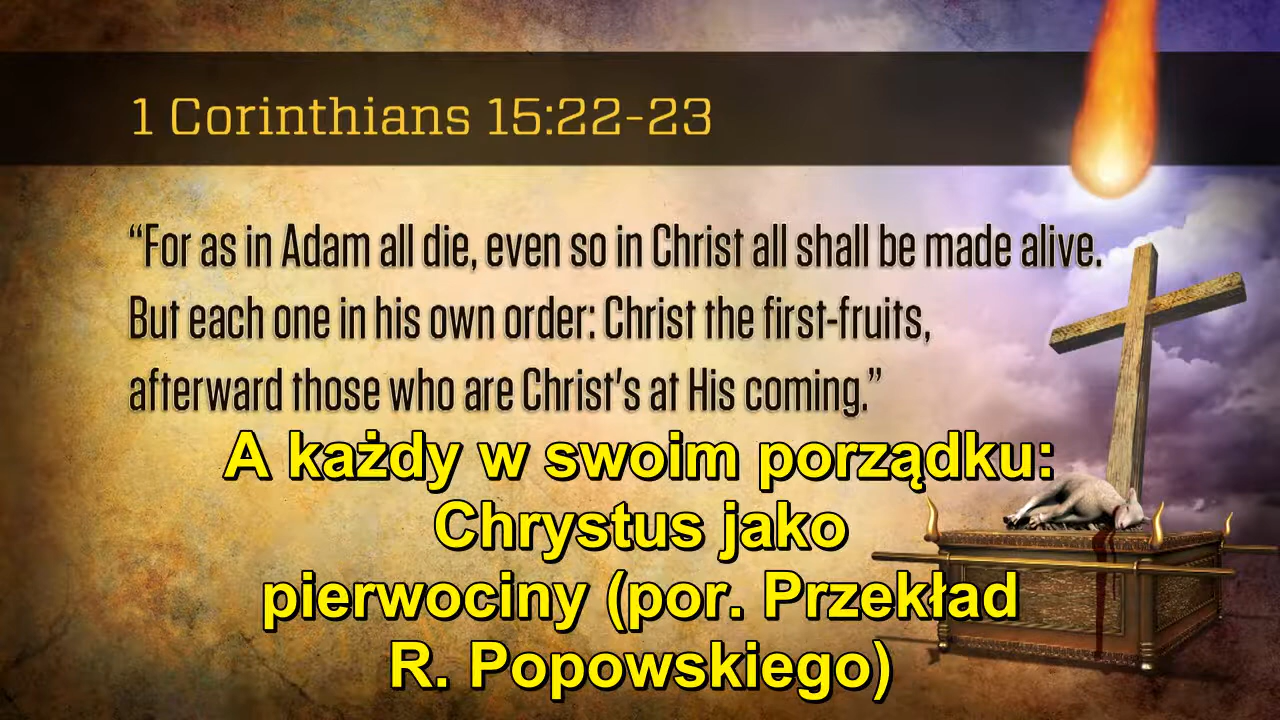 1 Corinthians 15:22-23
“For as in Adam all die, even so in Christ all shall be made alive.
But each one in his own order: Christ the first-fruits,
afterward those who are Christ's at His coming.”
A każdy w swoim porządku:
Chrystus jako
pierwociny (por. Przekład
R. Popowskiego)